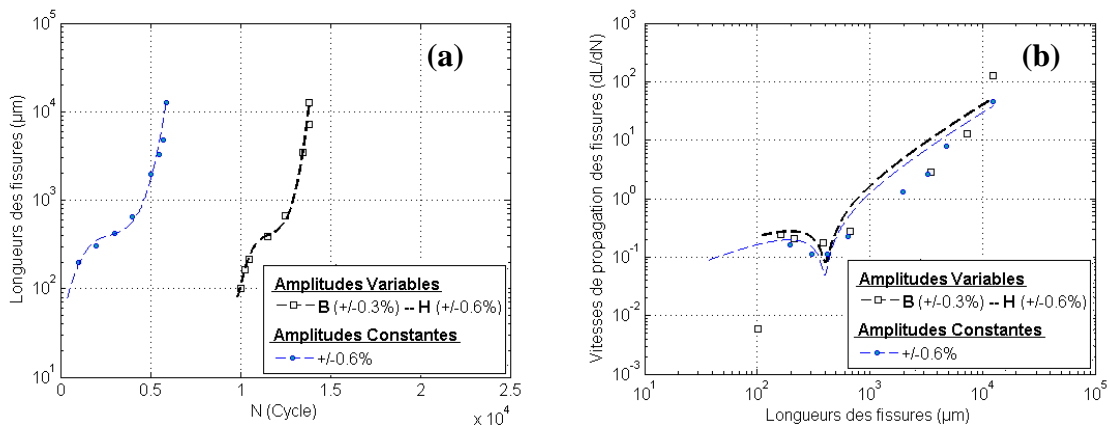 (a)
Longueurs des fissures (µm)
10^5
10^4
10^3
10^2
10^1
0
0.5
1
1.5
2
2.5
x 10^4
N (Cycle)
Amplitudes Variables
B (+/-0.3%) -- H (+/-0.6%)
Amplitudes Constantes
+/-0.6%
(b)
Vitesses de propagation des fissures (dL/dN)
10^3
10^2
10^1
10^0
10^-1
10^-2
10^-3
10^1
10^2
10^3
10^4
10^5
Longueurs des fissures (µm)
Amplitudes Variables
B (+/-0.3%) -- H (+/-0.6%)
Amplitudes Constantes
+/-0.6%